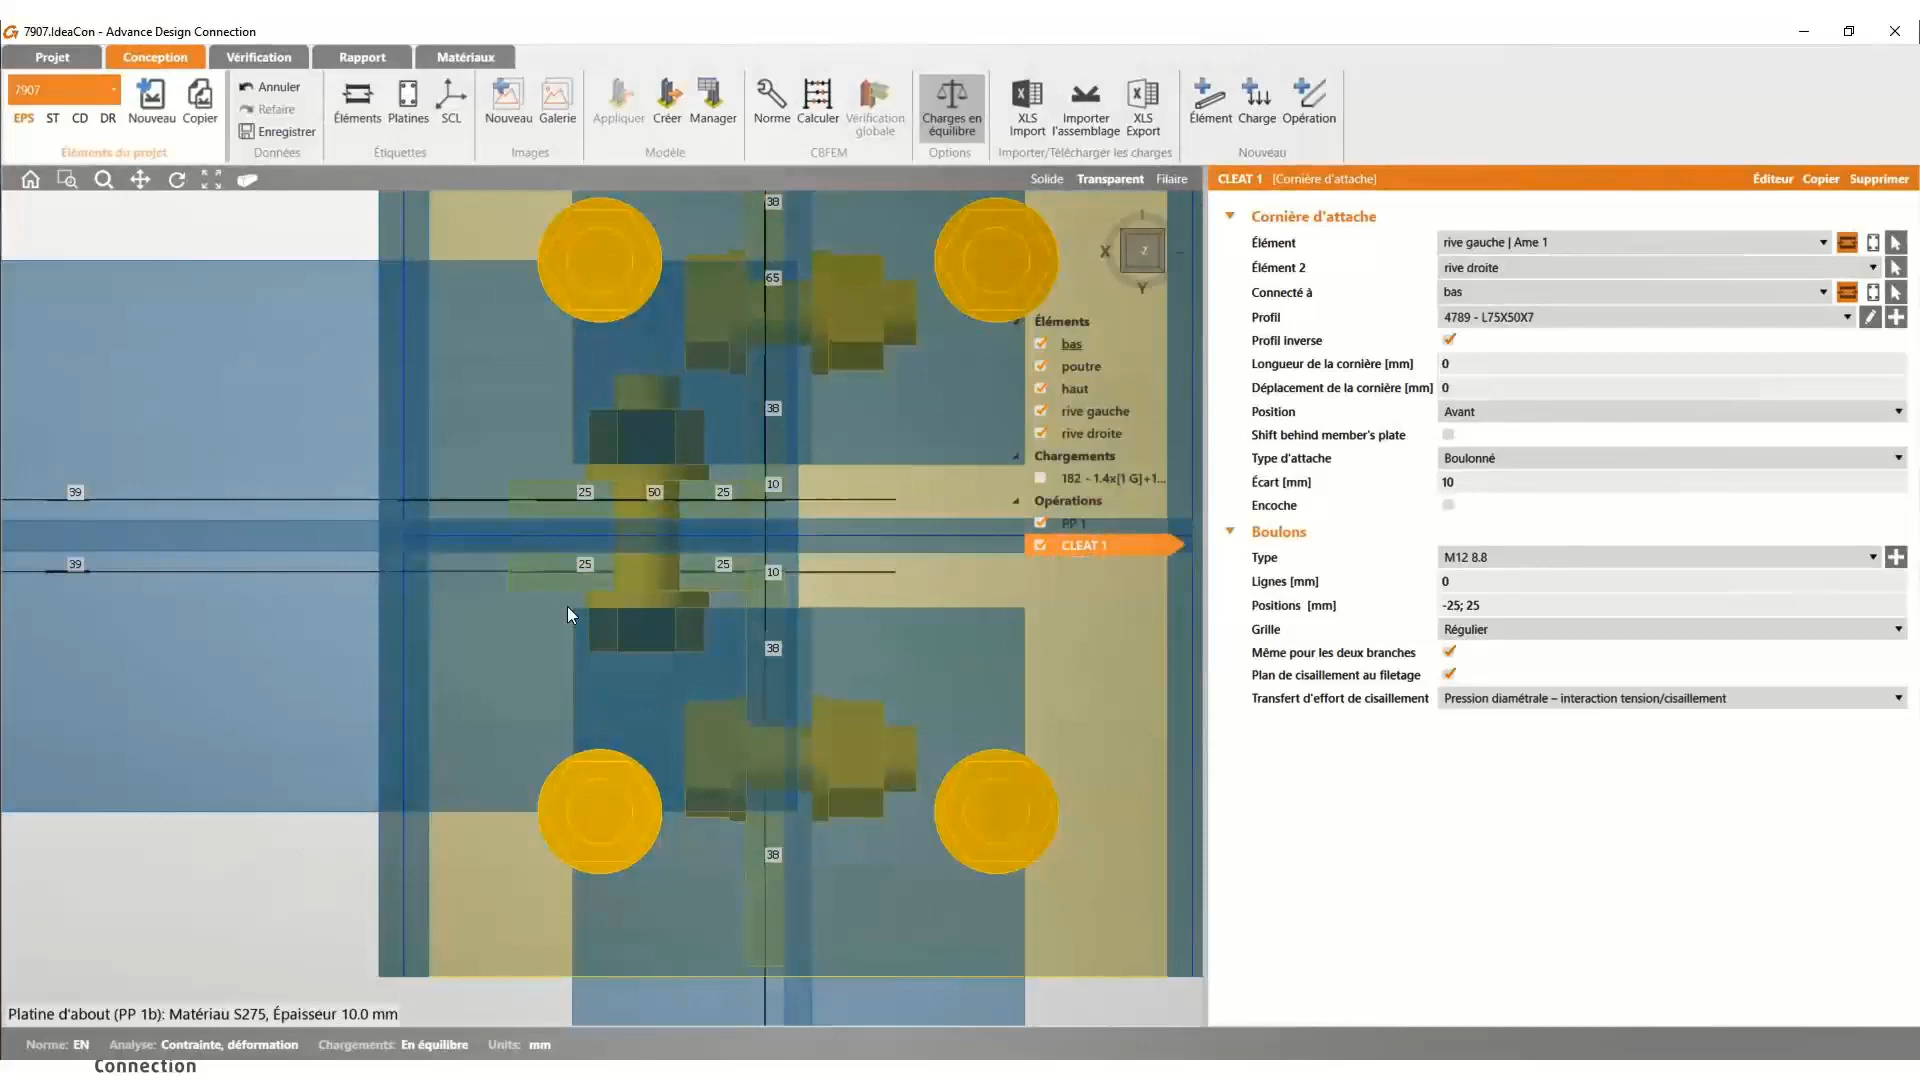 7907.IdeaCon - Advance Design Connection
Projet Conception Vérification Rapport Matériaux
7907
EPS ST CD DR
Nouveau Copier
Éléments du projet
Annuler
Refaire
Enregistrer
Données
Éléments Platines SCL
Étiquettes
Nouveau Galerie
Images
Appliquer Créer Manager
Modèle
Norme Calculer Vérification globale
CBFEM
Charges en équilibre
Options
XLS Import Importer l'assemblage XLS Export
Importer/Télécharger les charges
Élément Charge Opération
Nouveau
Solide Transparent Filaire
CLEAT 1 [Cornière d'attache] Éditeur Copier Supprimer
X
-Z
Y
38
65
38
39
25 50 25 10
39
25 25 10
38
38
Éléments
bas
poutre
haut
rive gauche
rive droite
Chargements
182 - 1.4x[1 G]+1...
Opérations
PP 1
CLEAT 1
Cornière d'attache
Élément rive gauche | Ame 1
Élément 2 rive droite
Connecté à bas
Profil 4789 - L75X50X7
Profil inverse
Longueur de la cornière [mm] 0
Déplacement de la cornière [mm] 0
Position Avant
Shift behind member's plate
Type d'attache Boulonné
Écart [mm] 10
Encoche
Boulons
Type M12 8.8
Lignes [mm] 0
Positions [mm] -25; 25
Grille Régulier
Même pour les deux branches
Plan de cisaillement au filetage
Transfert d'effort de cisaillement Pression diamétrale – interaction tension/cisaillement
Platine d'about (PP 1b): Matériau S275, Épaisseur 10.0 mm
Norme: EN Analyse: Contrainte, déformation Chargements: En équilibre Units: mm
Connection